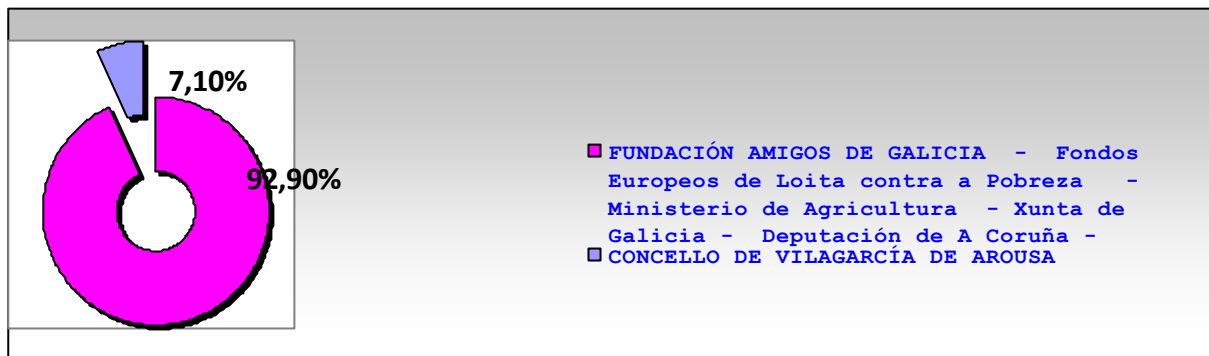 7,10%
92,90%
FUNDACIÓN AMIGOS DE GALICIA - Fondos
Europeos de Loita contra a Pobreza -
Ministerio de Agricultura - Xunta de
Galicia - Deputación de A Coruña -
CONCELLO DE VILAGARCÍA DE AROUSA